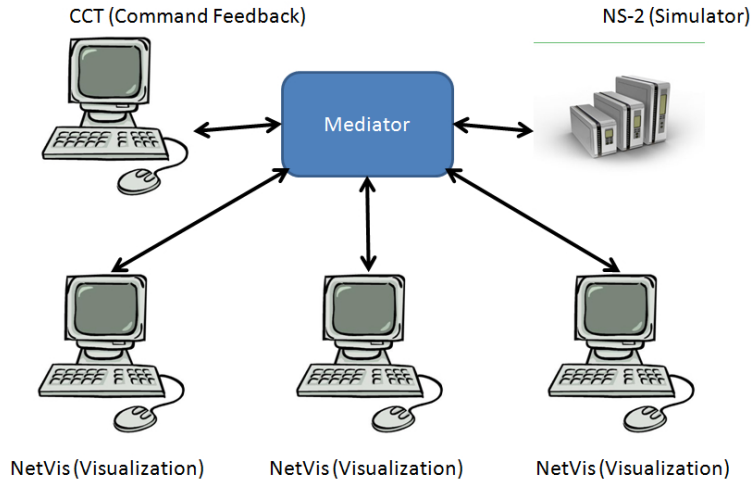 CCT (Command Feedback)
NS-2 (Simulator)
Mediator
NetVis (Visualization)
NetVis (Visualization)
NetVis (Visualization)